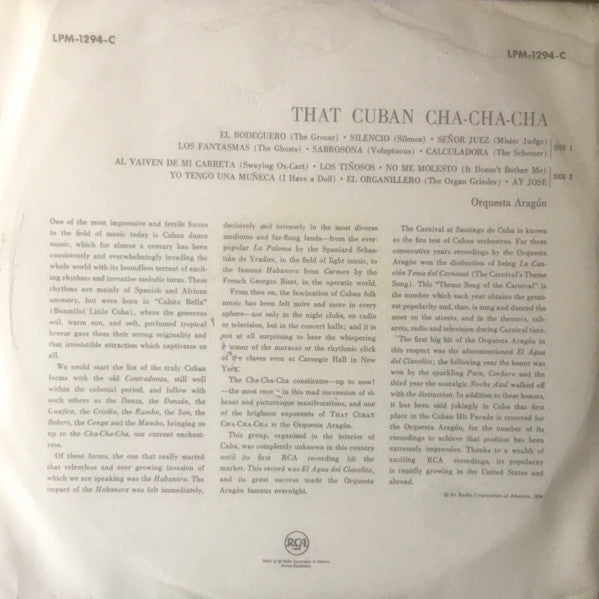 LPM-1294-C
LPM-1294-C
THAT CUBAN CHA-CHA-CHA
EL BODEGUERO (The Grocer) • SILENCIO (Silence) • SEÑOR JUEZ (Mister Judge)
LOS FANTASMAS (The Ghosts) • SABROSONA (Voluptuous) • CALCULADORA (The Schemer)
SIDE 1
AL VAIVEN DE MI CARRETA (Swaying Ox-Cart) • LOS TIÑOSOS • NO ME MOLESTO (It Doesn't Bother Me)
YO TENGO UNA MUÑECA (I Have a Doll) • EL ORGANILLERO (The Organ Grinder) • AY JOSE
SIDE 2
Orquesta Aragón
One of the most impressive and fertile forces
in the field of music today is Cuban dance
music, which for almost a century has been
consistently and overwhelmingly invading the
whole world with its boundless torrent of excit-
ing rhythms and inventive melodic turns. These
rhythms are mainly of Spanish and African
ancestry, but were born in "Cubita Bella"
(Beautiful Little Cuba), where the generous
soil, warm sun, and soft, perfumed tropical
breeze gave them their strong originality and
that irresistible attraction which captivates us
all.
We could start the list of the truly Cuban
forms with the old Contradanza, still well
within the colonial period, and follow with
such others as the Danza, the Danzón, the
Guajira, the Criolla, the Rumba, the Son, the
Bolero, the Conga and the Mambo, bringing us
up to the Cha-Cha-Cha, our current enchant-
ress.
Of these forms, the one that really started
that relentless and ever growing invasion of
which we are speaking was the Habanera. The
impact of the Habanera was felt immediately,
decisively and intensely in the most diverse
mediums and far-flung lands—from the ever-
popular La Paloma by the Spaniard Sebas-
tián de Yradier, in the field of light music, to
the famous Habanera from Carmen by the
French Georges Bizet, in the operatic world.
From then on, the fascination of Cuban folk
music has been felt more and more in every
sphere—not only in the night clubs, on radio
or television, but in the concert halls; and it is
not at all surprising to hear the whispering
murmur of the maracas or the rhythmic click
of the claves even at Carnegie Hall in New
York.
The Cha-Cha-Cha constitutes—up to now!
—the most recent in this mad succession of vi-
brant and picturesque manifestations, and one
of the brightest exponents of THAT CUBAN
CHA-CHA-CHA is the Orquesta Aragón.
This group, organized in the interior of
Cuba, was completely unknown in this country
until its first RCA recording hit the
market. This record was El Agua del Clavelito,
and its great success made the Orquesta
Aragón famous overnight.
The Carnival at Santiago de Cuba is known
as the fire test of Cuban orchestras. For three
consecutive years recordings by the Orquesta
Aragón won the distinction of being La Can-
ción Tema del Carnaval (The Carnival's Theme
Song). This "Theme Song of the Carnival" is
the number which each year obtains the great-
est popularity and, thus, is sung and danced the
most on the streets, and in the theaters, cab-
arets, radio and television during Carnival time.
"The first big hit of the Orquesta Aragón in
this respect was the aforementioned El Agua
del Clavelito; the following year the honor was
won by the sparkling Para, Cochero and the
third year the nostalgic Noche Azul walked off
with the distinction. In addition to these honors,
it has been said jokingly in Cuba that first
place in the Cuban Hit Parade is reserved for
the Orquesta Aragón, for the number of its
recordings to achieve that position has been
extremely impressive. Thanks to a wealth of
exciting RCA recordings, its popularity
is rapidly growing in the United States and
abroad.
© by Radio Corporation of America, 1956
RCA
TMK(s) ® by Radio Corporation of America